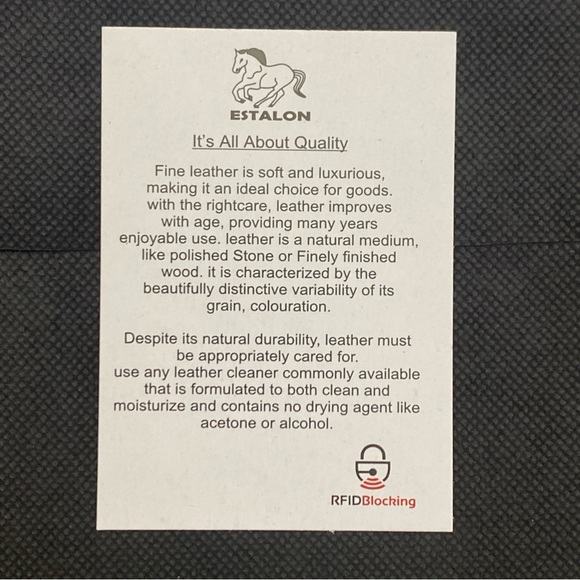 ESTALON
It's All About Quality
Fine leather is soft and luxurious,
making it an ideal choice for goods.
with the rightcare, leather improves
with age, providing many years
enjoyable use. leather is a natural medium,
like polished Stone or Finely finished
wood. it is characterized by the
beautifully distinctive variability of its
grain, colouration.
Despite its natural durability, leather must
be appropriately cared for.
use any leather cleaner commonly available
that is formulated to both clean and
moisturize and contains no drying agent like
acetone or alcohol.
RFIDBlocking